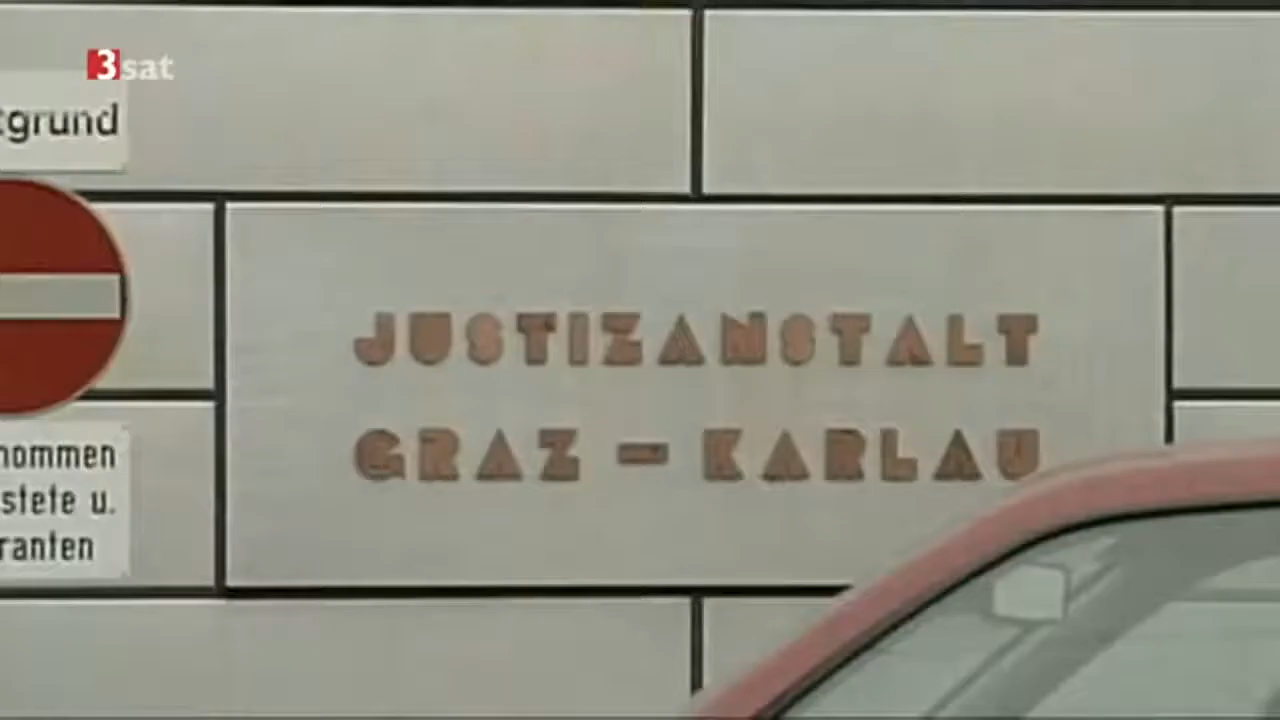 3sat
tgrund
JUSTIZANSTALT
GRAZ - KARLAU
nommen
stete u.
ranten